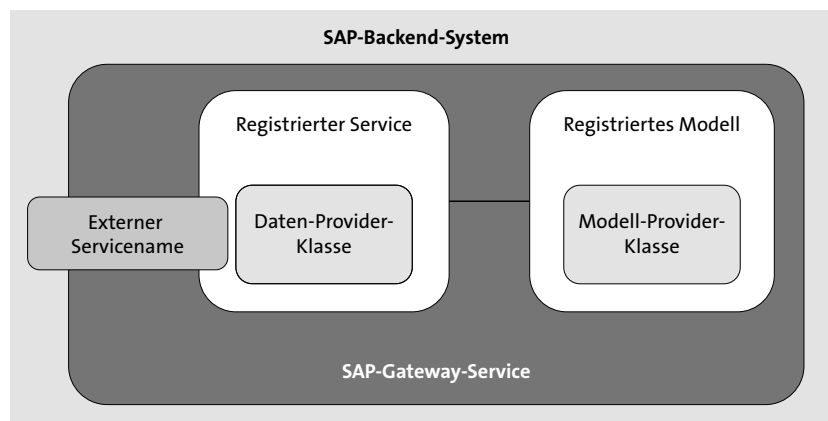 SAP-Backend-System
Registrierter Service
Registriertes Modell
Externer
Servicename
Daten-Provider-
Klasse
Modell-Provider-
Klasse
SAP-Gateway-Service